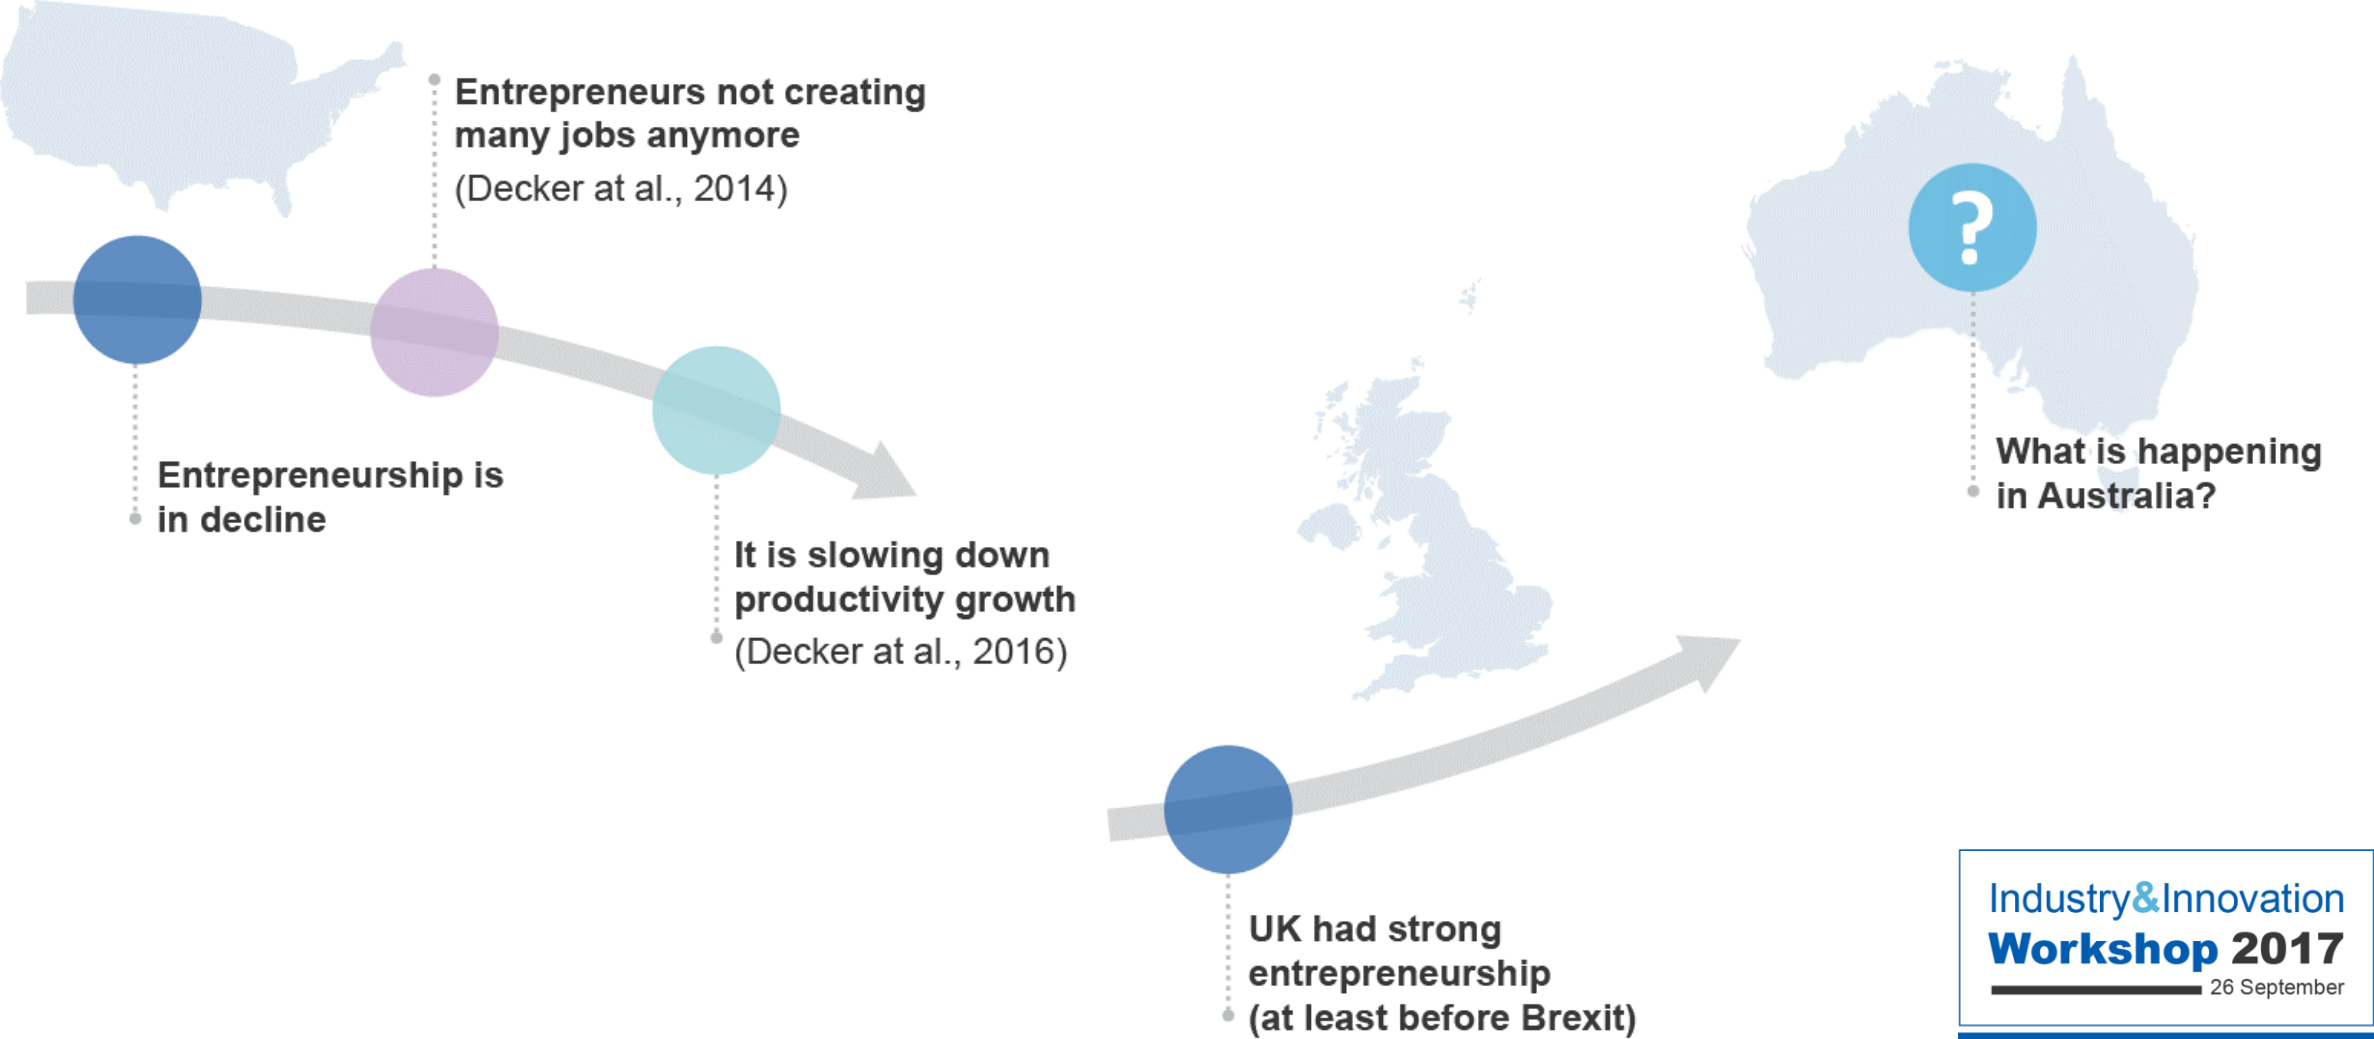 Entrepreneurs not creating
many jobs anymore
(Decker at al., 2014)
Entrepreneurship is
in decline
It is slowing down
productivity growth
(Decker at al., 2016)
UK had strong
entrepreneurship
(at least before Brexit)
?
What is happening
in Australia?
Industry&Innovation
Workshop 2017
26 September